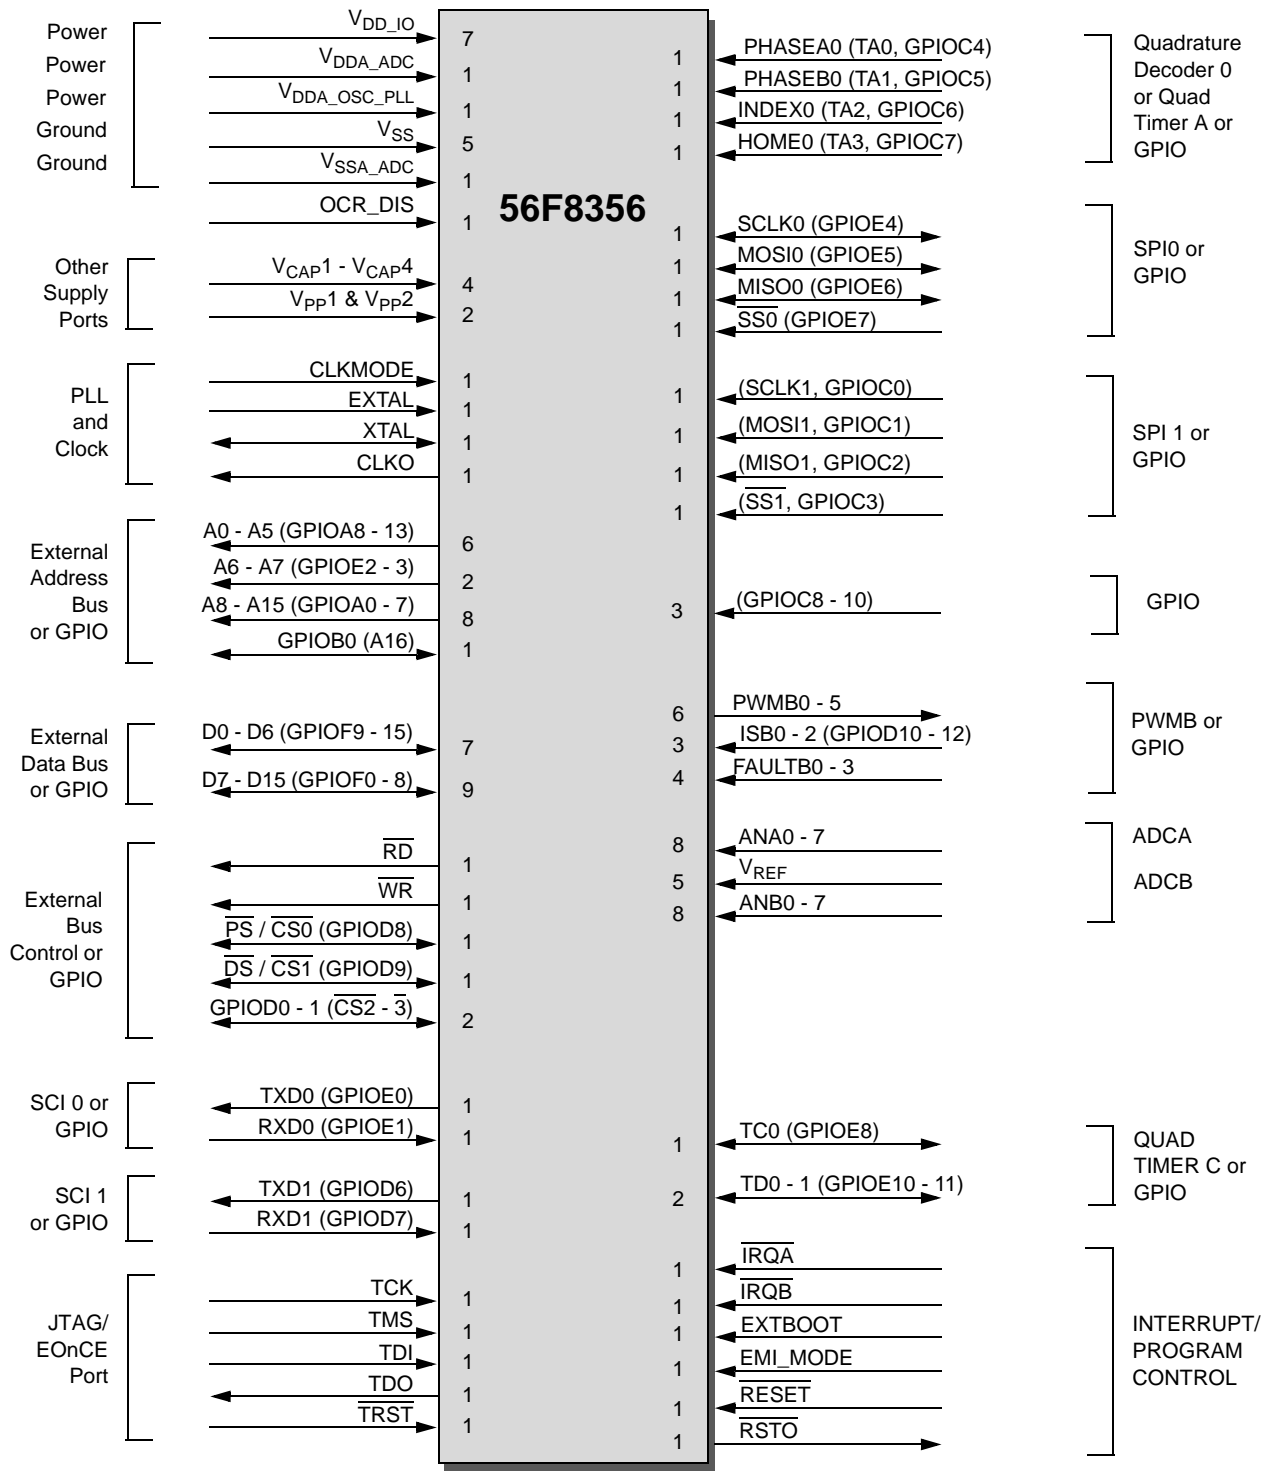 Power
Power
Power
Ground
Ground
V DD_IO
7
V DDA_ADC
1
V DDA_OSC_PLL
1
V SS
5
V SSA_ADC
1
OCR_DIS
1
Other
Supply
Ports
V CAP1 - V CAP4
4
V PP1 & V PP2
2
PLL
and
Clock
CLKMODE
1
EXTAL
1
XTAL
1
CLKO
1
External
Address
Bus
or GPIO
A0 - A5 (GPIOA8 - 13)
6
A6 - A7 (GPIOE2 - 3)
2
A8 - A15 (GPIOA0 - 7)
8
GPIOB0 (A16)
1
External
Data Bus
or GPIO
D0 - D6 (GPIOF9 - 15)
7
D7 - D15 (GPIOF0 - 8)
9
External
Bus
Control or
GPIO
RD
1
WR
1
PS / CS0 (GPIOD8)
1
DS / CS1 (GPIOD9)
1
GPIOD0 - 1 (CS2 - 3)
2
SCI 0 or
GPIO
TXD0 (GPIOE0)
1
RXD0 (GPIOE1)
1
SCI 1
or GPIO
TXD1 (GPIOD6)
1
RXD1 (GPIOD7)
1
JTAG/
EOnCE
Port
TCK
1
TMS
1
TDI
1
TDO
1
TRST
1
56F8356
1
PHASEA0 (TA0, GPIOC4)
1
PHASEB0 (TA1, GPIOC5)
1
INDEX0 (TA2, GPIOC6)
1
HOME0 (TA3, GPIOC7)
Quadrature
Decoder 0
or Quad
Timer A or
GPIO
1
SCLK0 (GPIOE4)
1
MOSI0 (GPIOE5)
1
MISO0 (GPIOE6)
1
SS0 (GPIOE7)
SPI0 or
GPIO
1
(SCLK1, GPIOC0)
1
(MOSI1, GPIOC1)
1
(MISO1, GPIOC2)
1
(SS1, GPIOC3)
SPI 1 or
GPIO
3
(GPIOC8 - 10)
GPIO
6
PWMB0 - 5
3
ISB0 - 2 (GPIOD10 - 12)
4
FAULTB0 - 3
PWMB or
GPIO
8
ANA0 - 7
5
V REF
8
ANB0 - 7
ADCA
ADCB
1
TC0 (GPIOE8)
2
TD0 - 1 (GPIOE10 - 11)
QUAD
TIMER C or
GPIO
1
IRQA
1
IRQB
1
EXTBOOT
1
EMI_MODE
1
RESET
1
RSTO
INTERRUPT/
PROGRAM
CONTROL